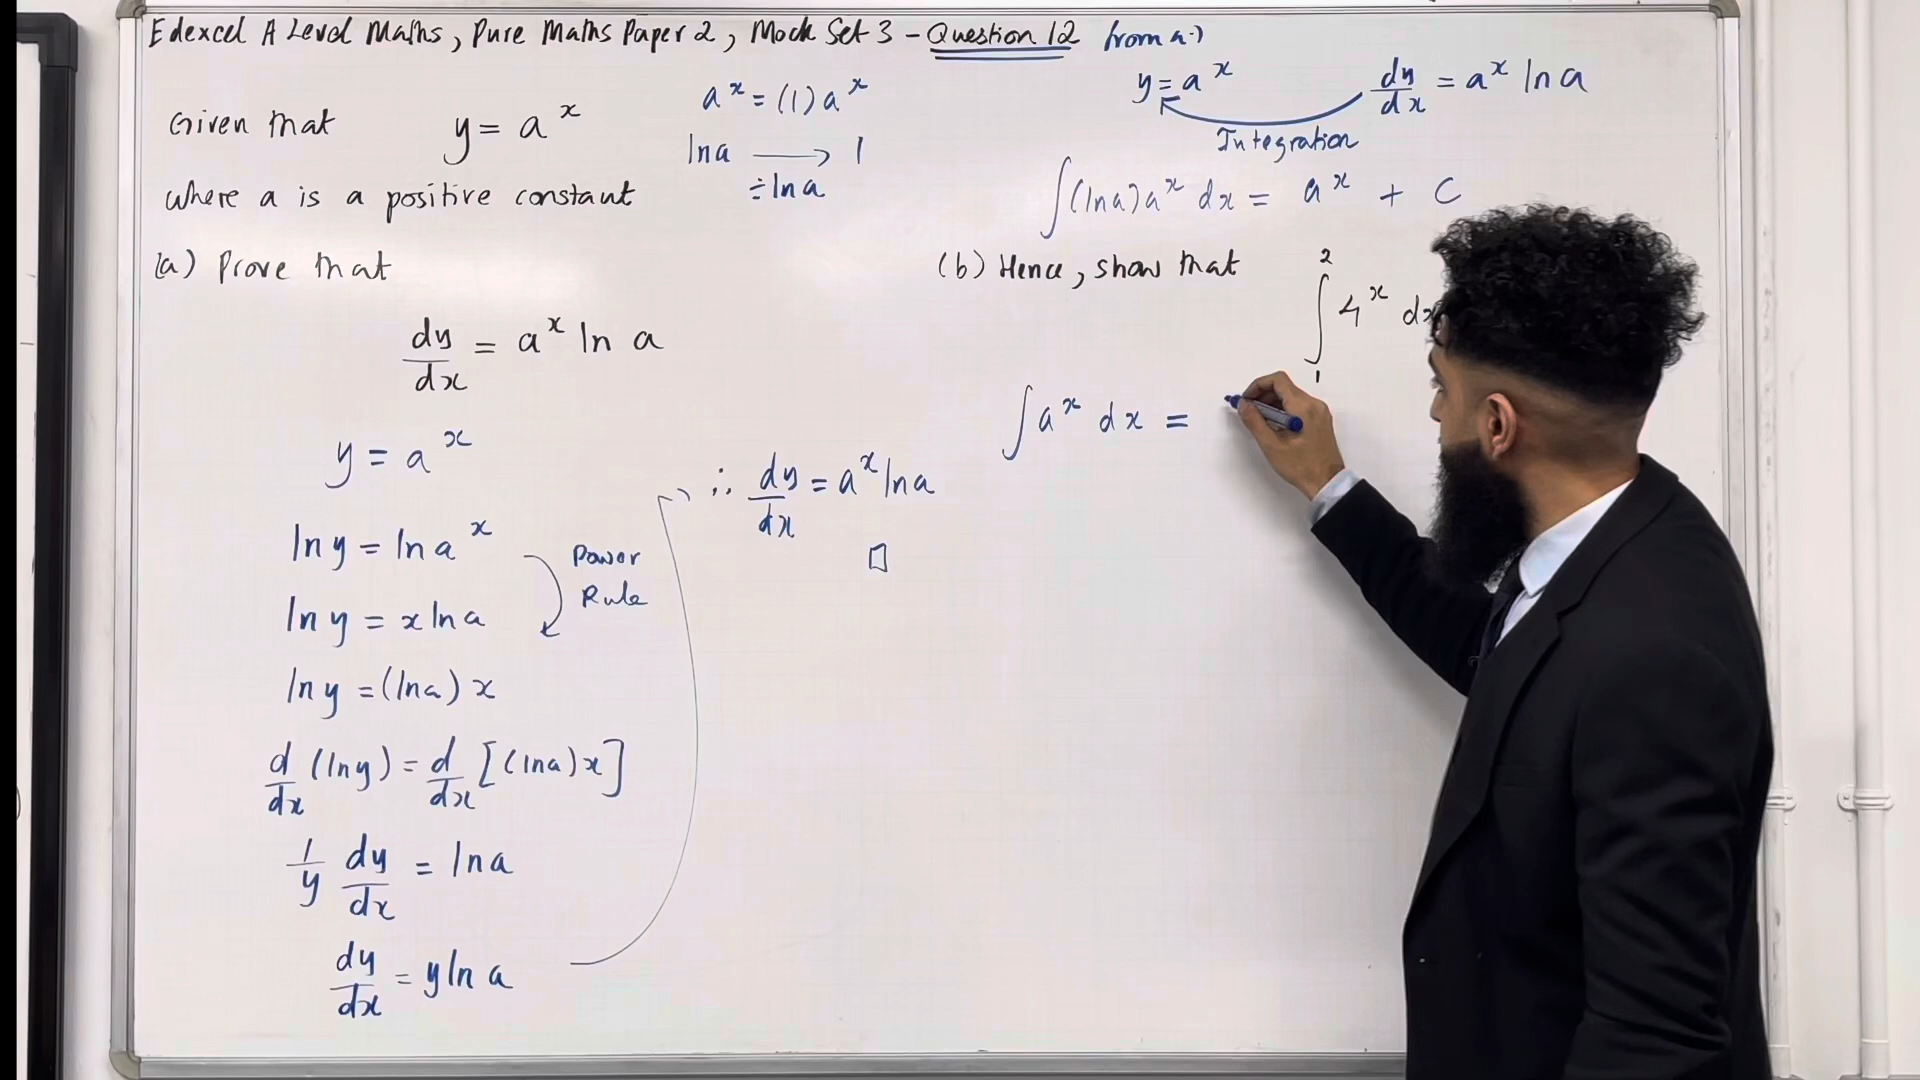 Edexcel A Level Maths, Pure Maths Paper 2, Mock Set 3 - Question 12
Given that y = a^x
where a is a positive constant
a^x = (1) a^x
ln a ⟶ 1
÷ ln a
(a) Prove that
dy/dx = a^x ln a
y = a^x
ln y = ln a^x
Power
Rule
ln y = x ln a
ln y = (ln a) x
d/dx (ln y) = d/dx [(ln a) x]
1/y dy/dx = ln a
dy/dx = y ln a
∴ dy/dx = a^x ln a
□
from a.)
y = a^x dy/dx = a^x ln a
Integration
∫(ln a) a^x dx = a^x + C
(b) Hence, show that ∫_1^2 4^x dx
∫a^x dx =